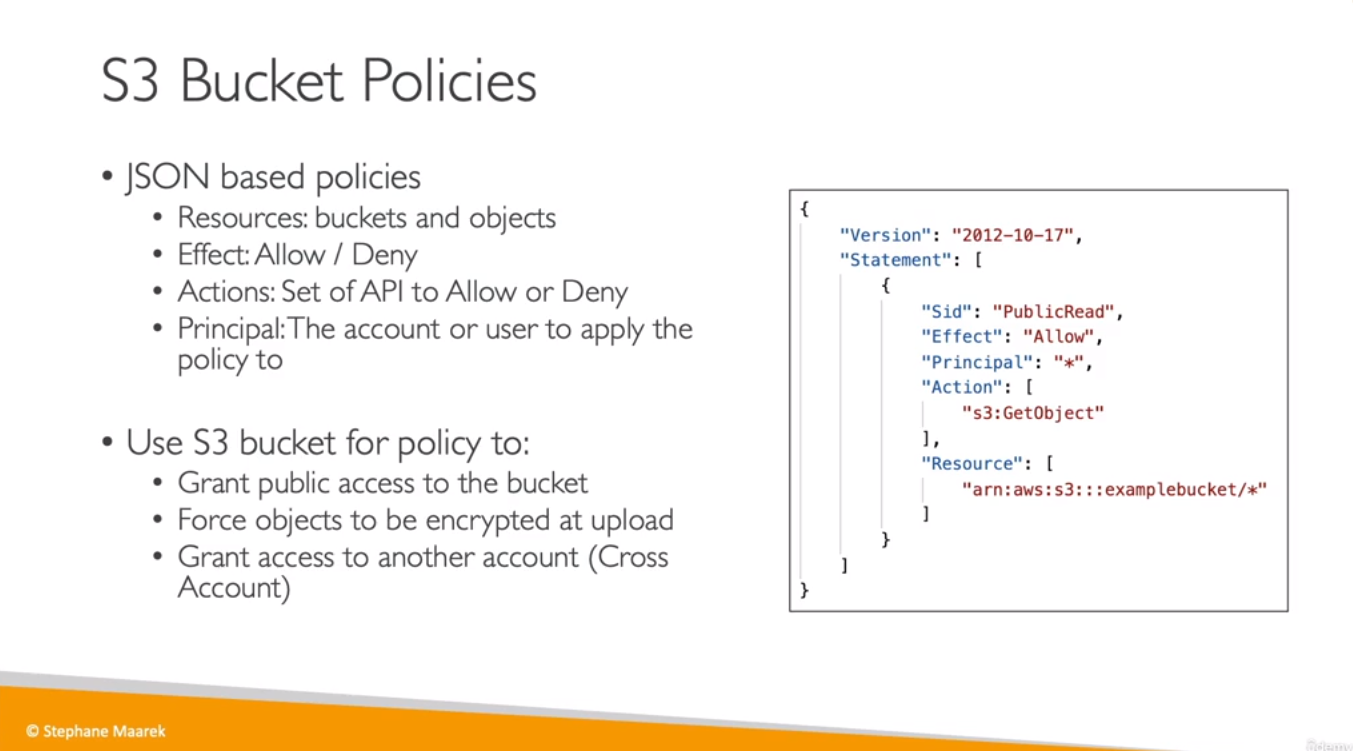 S3 Bucket Policies
• JSON based policies
• Resources: buckets and objects
• Effect: Allow / Deny
• Actions: Set of API to Allow or Deny
• Principal: The account or user to apply the
policy to
• Use S3 bucket for policy to:
• Grant public access to the bucket
• Force objects to be encrypted at upload
• Grant access to another account (Cross
Account)
{
"Version": "2012-10-17",
"Statement": [
{
"Sid": "PublicRead",
"Effect": "Allow",
"Principal": "*",
"Action": [
"s3:GetObject"
],
"Resource": [
"arn:aws:s3:::examplebucket/*"
]
}
]
}
© Stephane Maarek